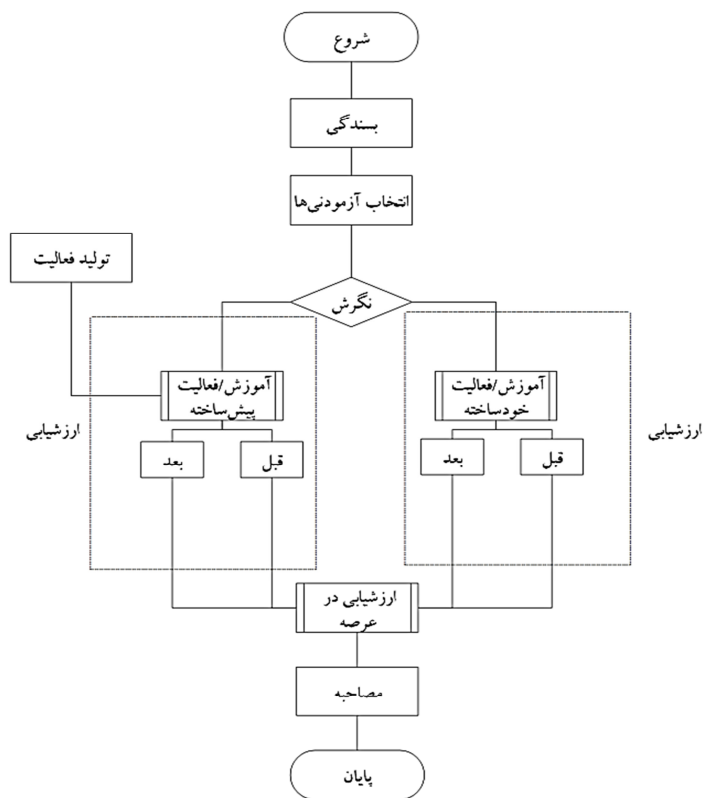 شروع
بسندگی
انتخاب آزمودنی‌ها
تولید فعالیت
نگرش
آموزش/فعالیت
خودساخته
آموزش/فعالیت
پیش‌ساخته
ارزشیابی
قبل
بعد
قبل
بعد
ارزشیابی
ارزشیابی در
عرصه
مصاحبه
پایان